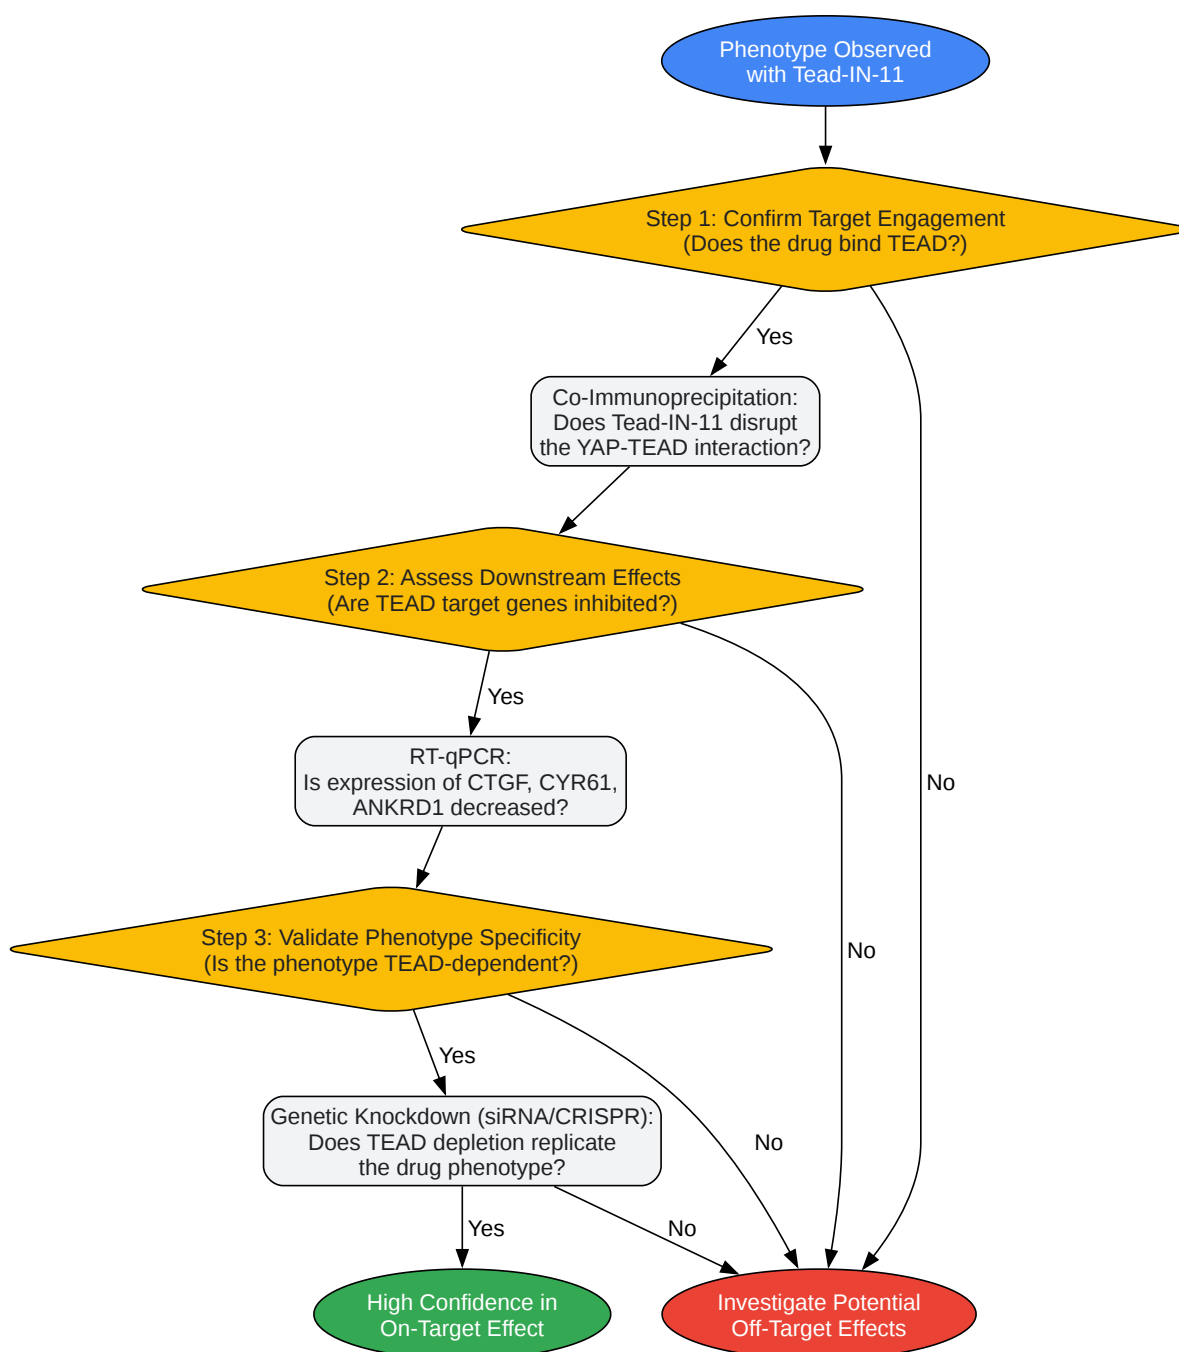 Phenotype Observed
with Tead-IN-11
Step 1: Confirm Target Engagement
(Does the drug bind TEAD?)
Yes
Co-Immunoprecipitation:
Does Tead-IN-11 disrupt
the YAP-TEAD interaction?
Step 2: Assess Downstream Effects
(Are TEAD target genes inhibited?)
Yes
RT-qPCR:
Is expression of CTGF, CYR61,
ANKRD1 decreased?
No
Step 3: Validate Phenotype Specificity
(Is the phenotype TEAD-dependent?)
No
Yes
Genetic Knockdown (siRNA/CRISPR):
Does TEAD depletion replicate
the drug phenotype?
No
Yes
No
High Confidence in
On-Target Effect
Investigate Potential
Off-Target Effects